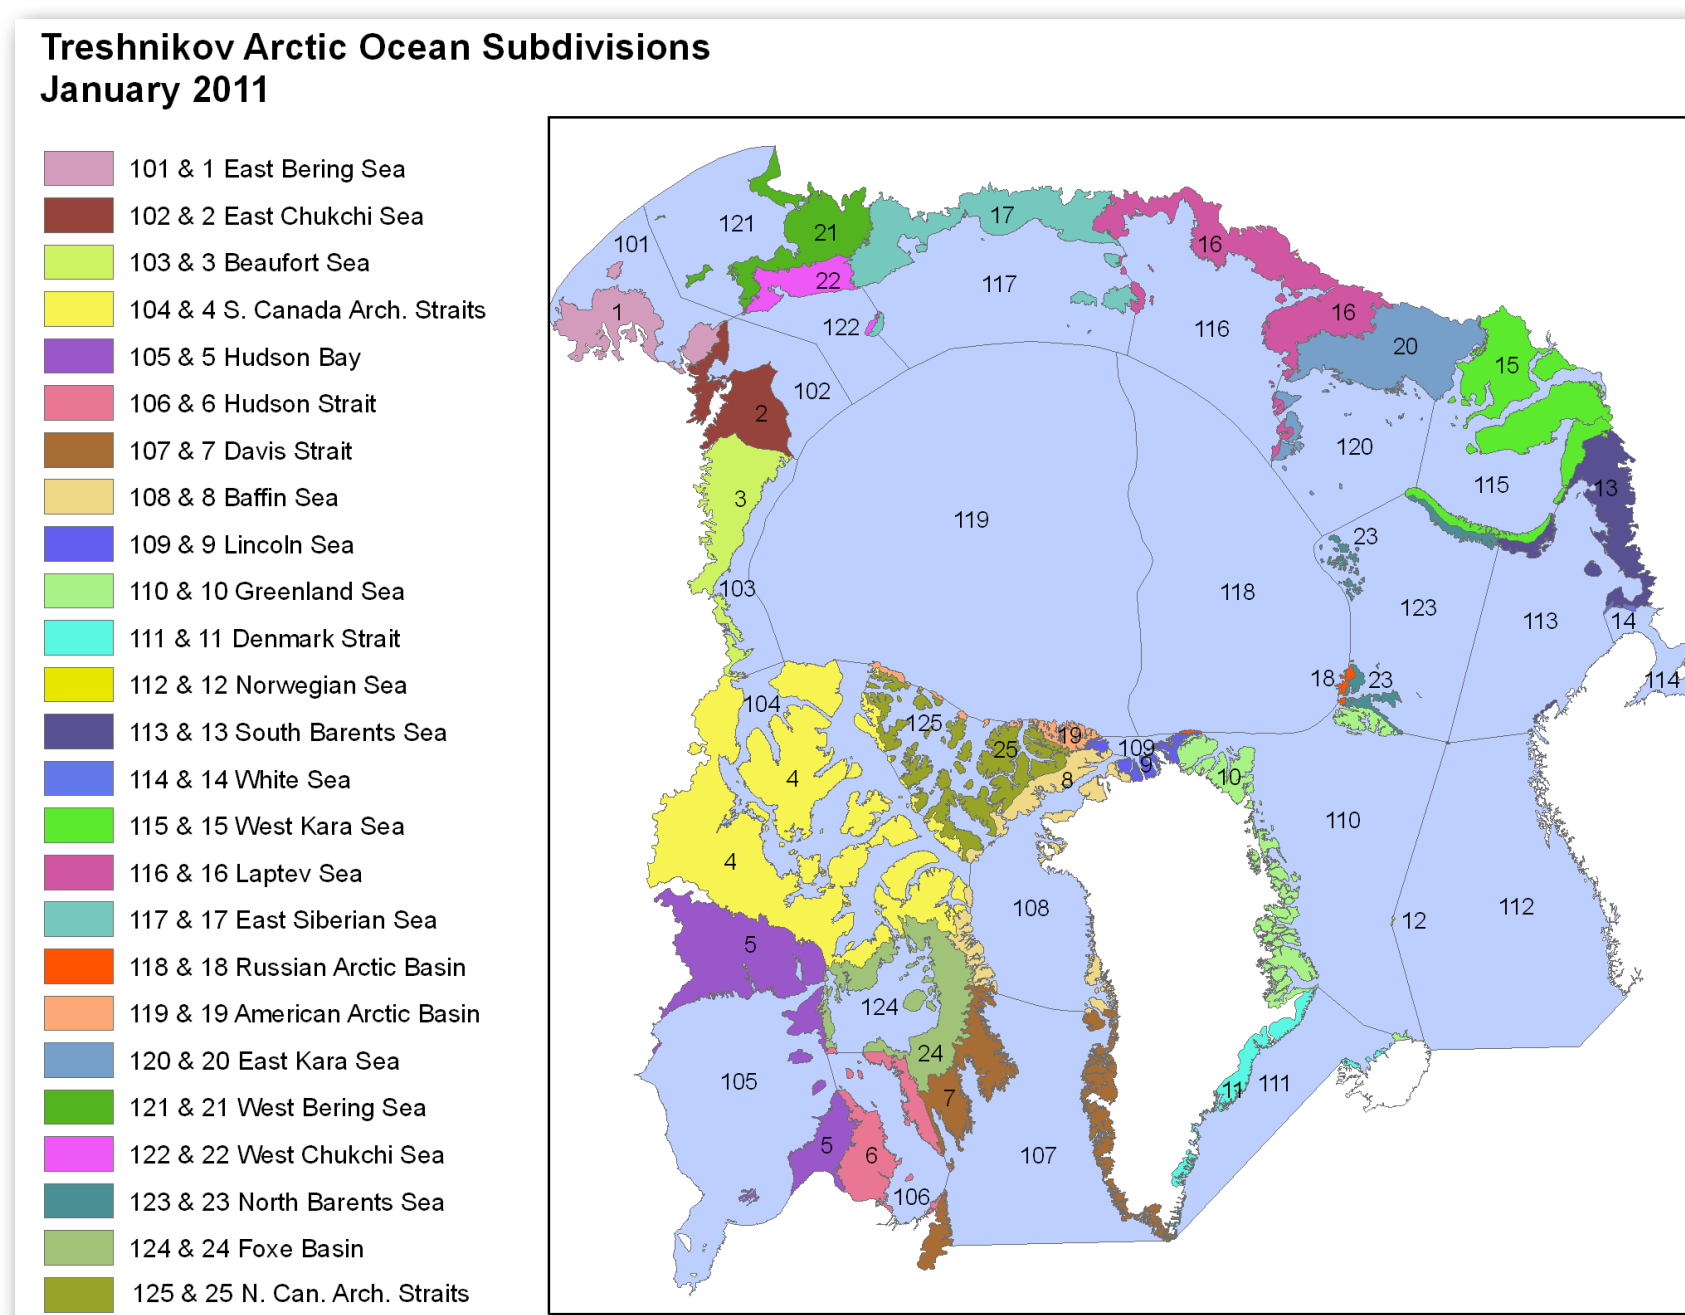 Treshnikov Arctic Ocean Subdivisions
January 2011
101 & 1 East Bering Sea
102 & 2 East Chukchi Sea
103 & 3 Beaufort Sea
104 & 4 S. Canada Arch. Straits
105 & 5 Hudson Bay
106 & 6 Hudson Strait
107 & 7 Davis Strait
108 & 8 Baffin Sea
109 & 9 Lincoln Sea
110 & 10 Greenland Sea
111 & 11 Denmark Strait
112 & 12 Norwegian Sea
113 & 13 South Barents Sea
114 & 14 White Sea
115 & 15 West Kara Sea
116 & 16 Laptev Sea
117 & 17 East Siberian Sea
118 & 18 Russian Arctic Basin
119 & 19 American Arctic Basin
120 & 20 East Kara Sea
121 & 21 West Bering Sea
122 & 22 West Chukchi Sea
123 & 23 North Barents Sea
124 & 24 Foxe Basin
125 & 25 N. Can. Arch. Straits
17
121
21
101
16
22
117
1
16
122
116
20
15
102
2
120
115
13
3
119
23
103
118
123
113
14
18
23
114
104
125
19
25
109
9
4
8
10
110
4
108
112
12
5
124
24
105
11
111
7
5
6
107
106